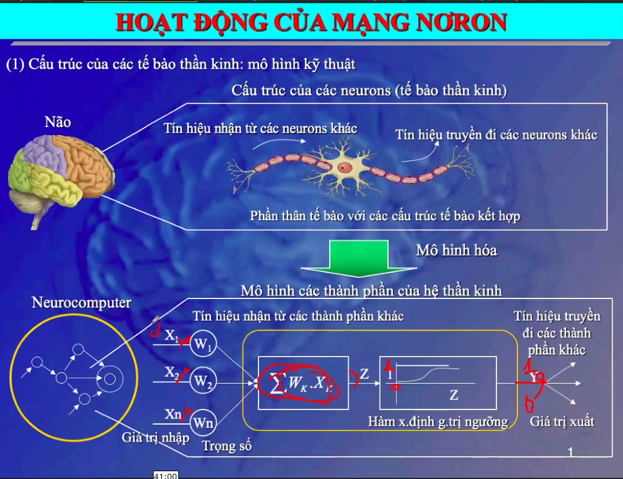 HOẠT ĐỘNG CỦA MẠNG NƠRON
(1) Cấu trúc của các tế bào thần kinh: mô hình kỹ thuật
Cấu trúc của các neurons (tế bào thần kinh)
Não
Tín hiệu nhận từ các neurons khác
Tín hiệu truyền đi các neurons khác
Phần thân tế bào với các cấu trúc tế bào kết hợp
Mô hình hóa
Mô hình các thành phần của hệ thần kinh
Neurocomputer
Tín hiệu nhận từ các thành phần khác
Tín hiệu truyền
đi các thành
phần khác
X1
W1
X2
W2
Xn
Wn
∑ WK.XK
Z
Z
Giá trị nhập
Trọng số
Hàm x.định g.trị ngưỡng
Giá trị xuất
1
41:00